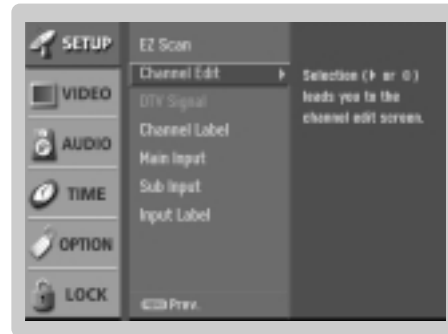 SETUP
VIDEO
AUDIO
TIME
OPTION
LOCK
EZ Scan
Channel Edit
DTV Signal
Channel Label
Main Input
Sub Input
Input Label
Prev.
Selection (▶ or ⊙)
leads you to the
channel edit screen.